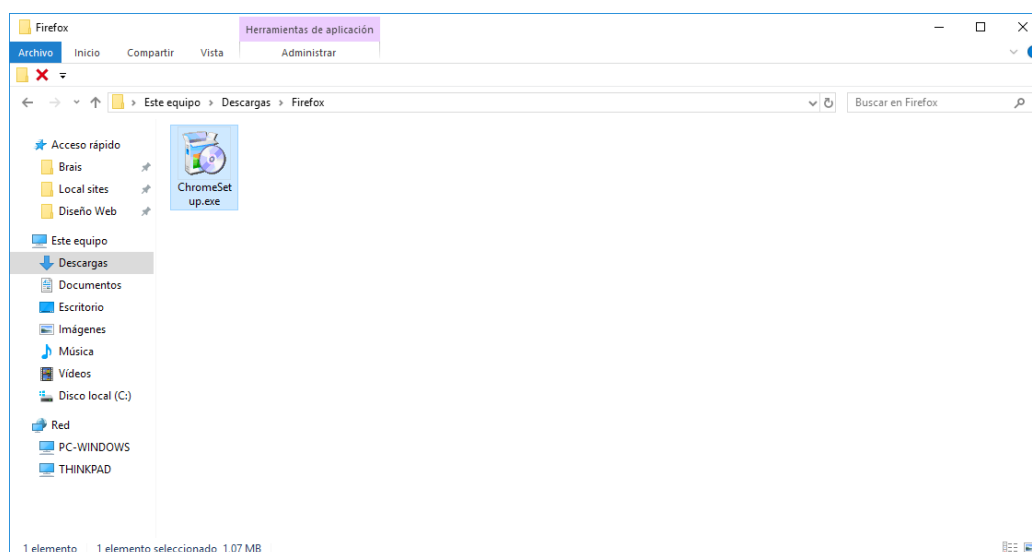 Firefox
Herramientas de aplicación
Archivo Inicio Compartir Vista Administrar
Este equipo Descargas Firefox
Buscar en Firefox
Acceso rápido
Brais
Local sites
Diseño Web
Este equipo
Descargas
Documentos
Escritorio
Imágenes
Música
Vídeos
Disco local (C:)
Red
PC-WINDOWS
THINKPAD
ChromeSet
up.exe
1 elemento 1 elemento seleccionado 1,07 MB